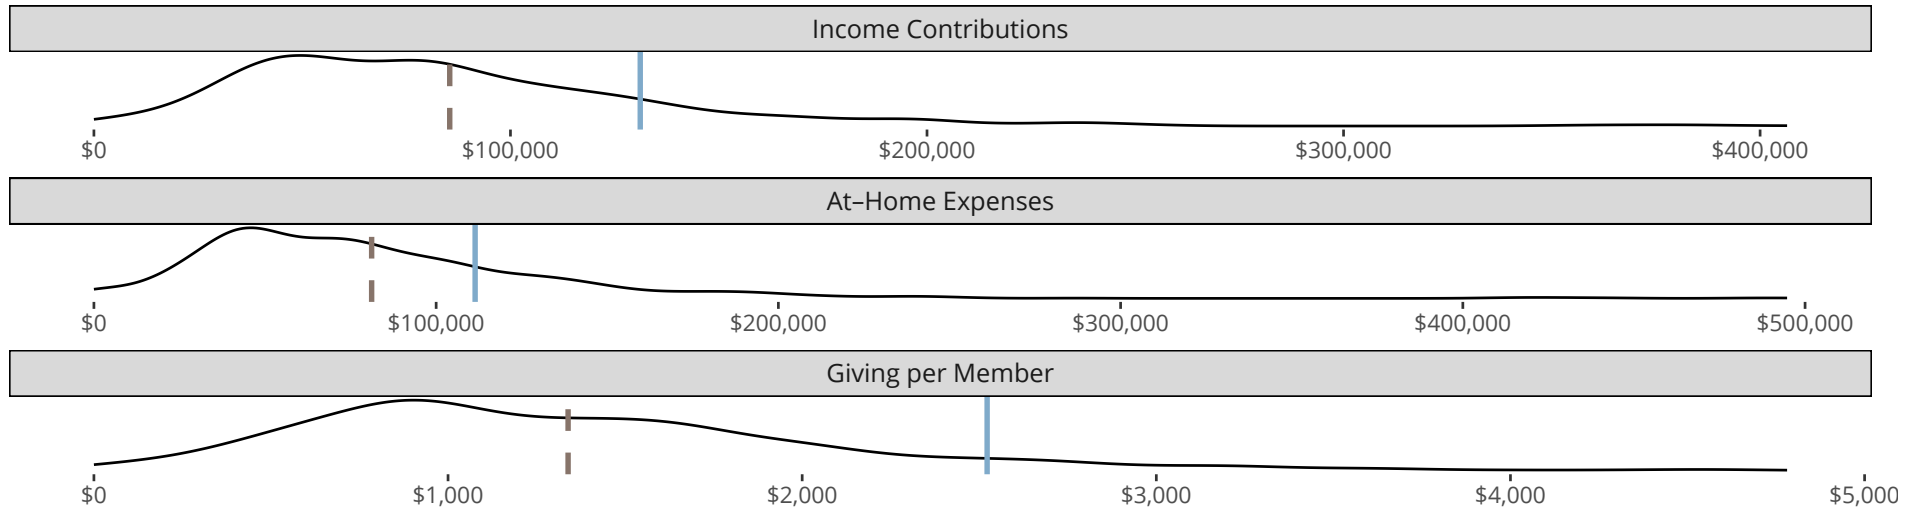 Income Contributions
$0 $100,000 $200,000 $300,000 $400,000
At–Home Expenses
$0 $100,000 $200,000 $300,000 $400,000 $500,000
Giving per Member
$0 $1,000 $2,000 $3,000 $4,000 $5,000